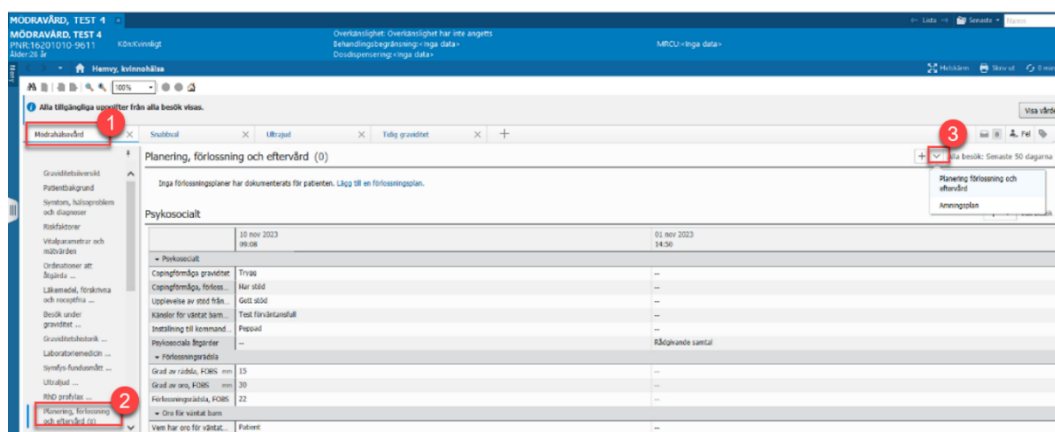 MÖDRAVÅRD, TEST 4
← Lista → Senaste Namn
MÖDRAVÅRD, TEST 4
PNR:16201010-9611 Kön:Kvinnligt
Ålder:26 år
Överkänslighet: Överkänslighet har inte angetts
Behandlingsbegränsning:<Inga data>
Dosdispensering:<Inga data>
MRCU:<Inga data>
Meny
Hemvy, kvinnohälsa
Helskärm Skriv ut 0 min
100%
Alla tillgängliga uppgifter från alla besök visas.
Visa vårde
1
Mödrahälsovård Snabbval Ultraljud Tidig graviditet
3
Fel
Planering, förlossning och eftervård (0)
alla besök: Senaste 50 dagarna
Planering förlossning och
eftervård
Amningsplan
Inga förlossningsplaner har dokumenterats för patienten. Lägg till en förlossningsplan.
Graviditetsöversikt
Patientbakgrund
Symtom, hälsoproblem
och diagnoser
Riskfaktorer
Vitalparametrar och
mätvärden
Ordinationer att
åtgärda ...
Läkemedel, förskrivna
och receptfria ...
Besök under
graviditet ...
Graviditetshistorik ...
Laboratoriemedicin ...
Symfys-fundusmått ...
Ultraljud ...
RhD profylax ...
2
Planering, förlossning
och eftervård (0)
Psykosocialt
10 nov 2023
09:08
01 nov 2023
14:50
Psykosocialt
Copingförmåga graviditet Trygg --
Copingförmåga, förloss... Har stöd --
Upplevelse av stöd från... Gott stöd --
Känslor för väntat barn... Test förväntansfull --
Inställning till kommand... Peppad --
Psykosociala åtgärder -- Rådgivande samtal
Förlossningsrädsla
Grad av rädsla, FOBS mm 15 --
Grad av oro, FOBS mm 30 --
Förlossningsrädsla, FOBS 22 --
Oro för väntat barn
Vem har oro för väntat... Patient --